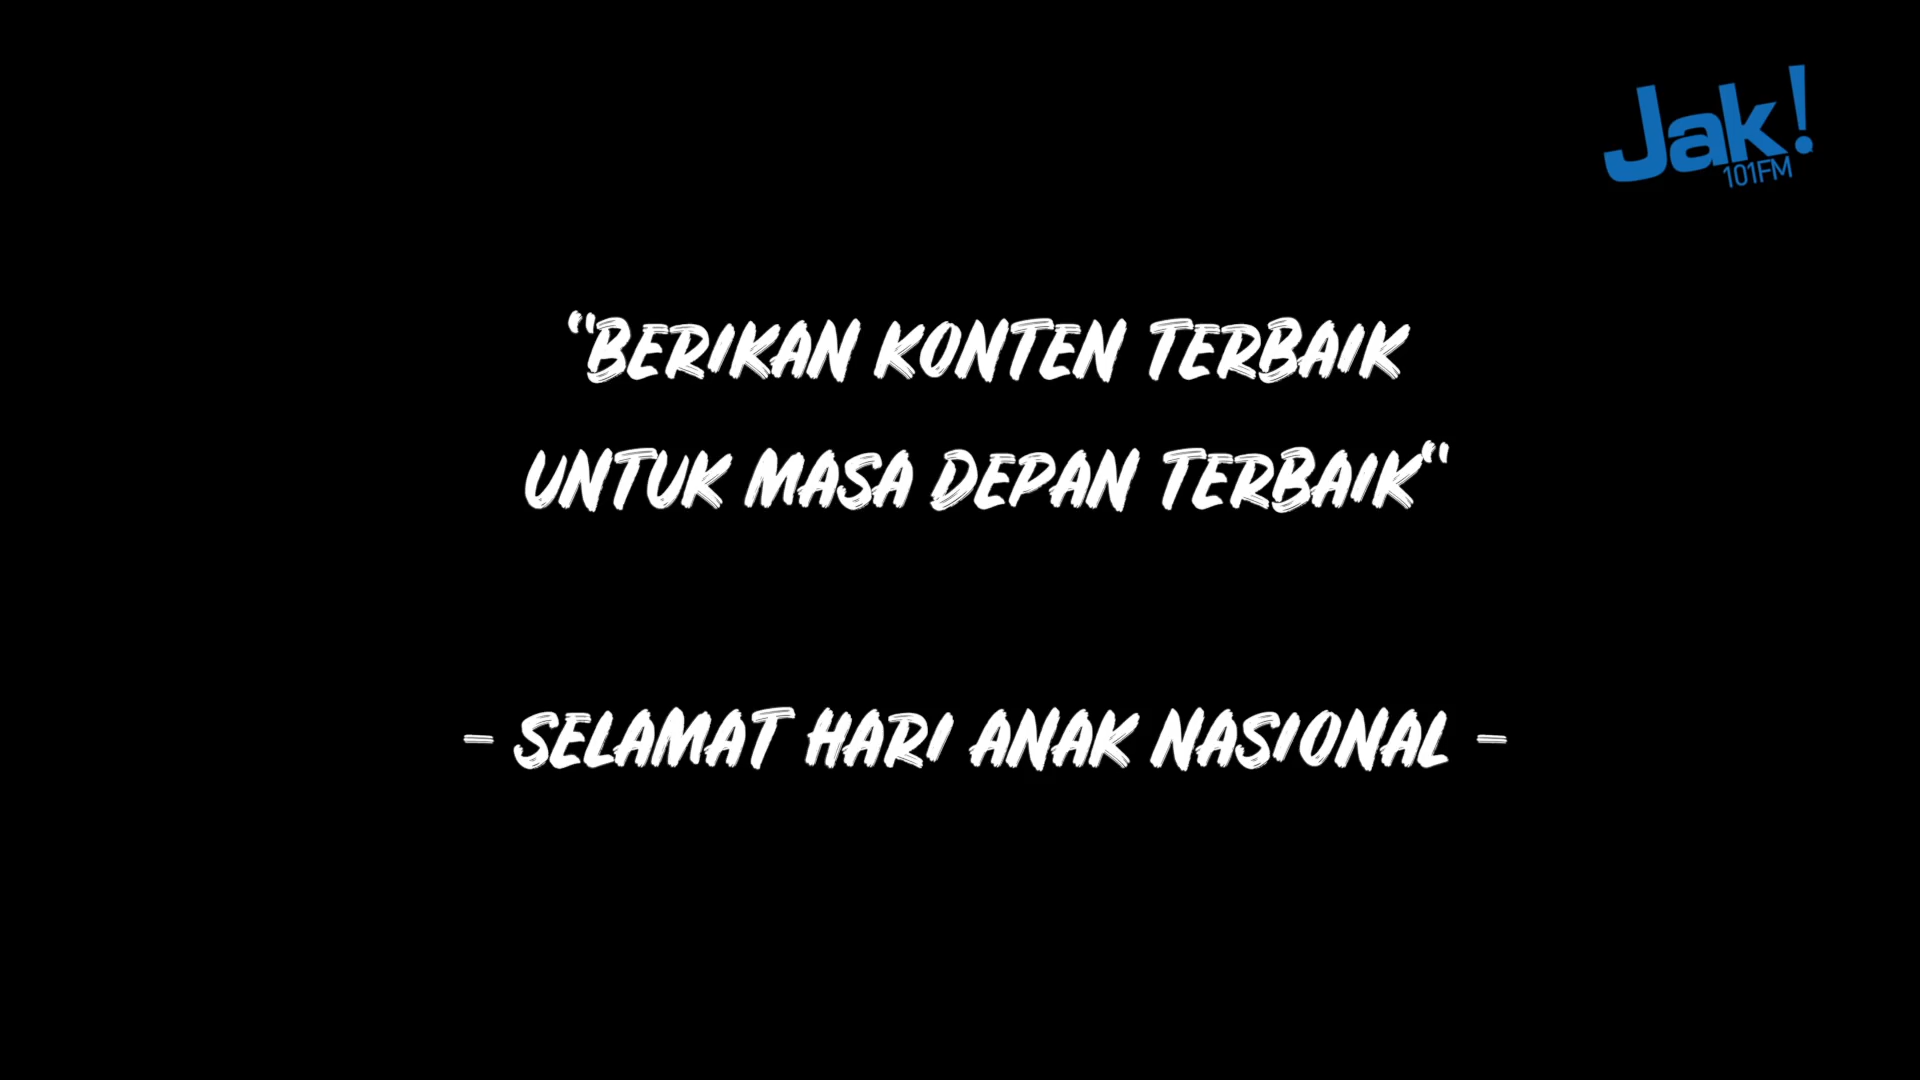 Jak!
101FM
“BERIKAN KONTEN TERBAIK
UNTUK MASA DEPAN TERBAIK“
- SELAMAT HARI ANAK NASIONAL -